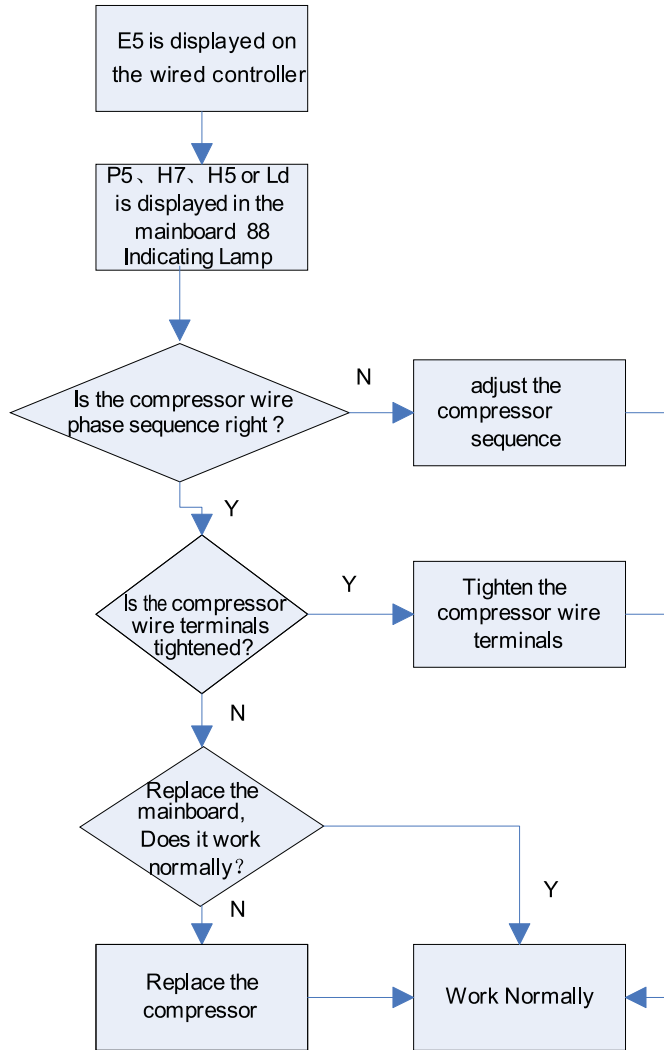 E5 is displayed on
the wired controller
P5、H7、H5 or Ld
is displayed in the
mainboard 88
Indicating Lamp
Is the compressor wire
phase sequence right ?
N
adjust the
compressor
sequence
Y
Is the compressor
wire terminals
tightened?
Y
Tighten the
compressor wire
terminals
N
Replace the
mainboard,
Does it work
normally?
Y
N
Replace the
compressor
Work Normally